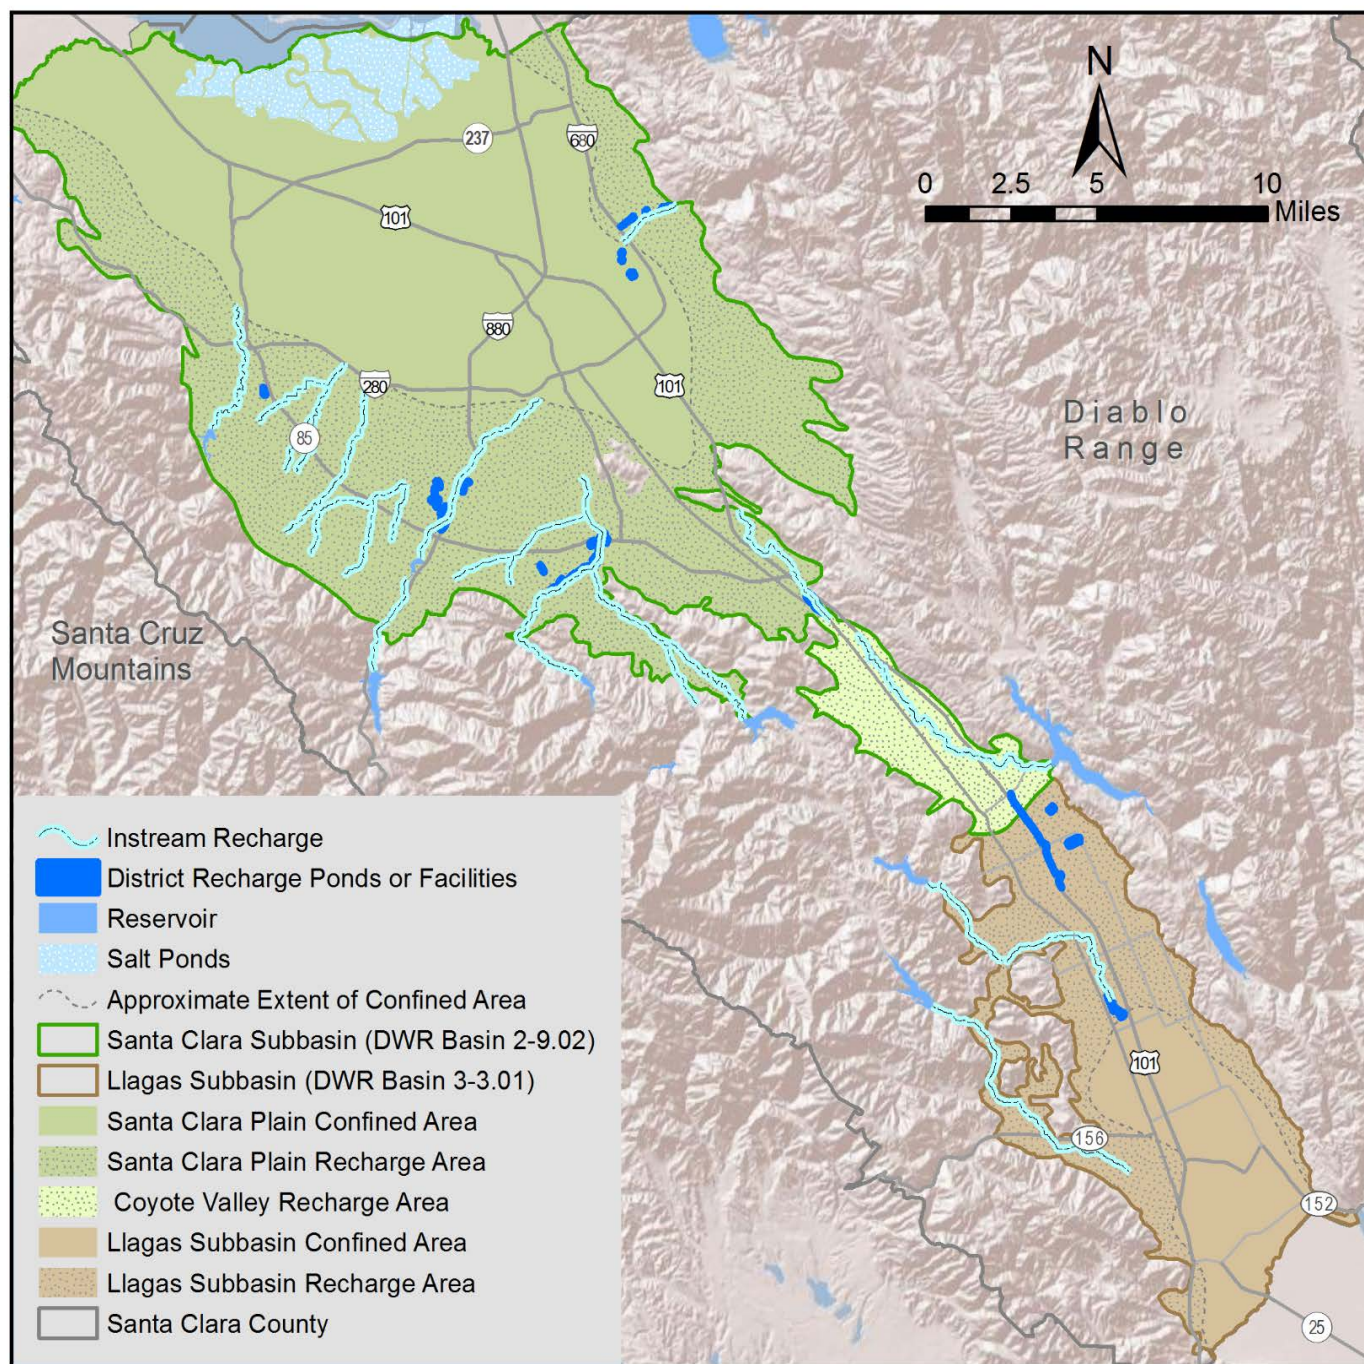 N
0 2.5 5 10
Miles
237
680
101
880
280
101
85
Diablo
Range
Santa Cruz
Mountains
101
156
152
25
Instream Recharge
District Recharge Ponds or Facilities
Reservoir
Salt Ponds
Approximate Extent of Confined Area
Santa Clara Subbasin (DWR Basin 2-9.02)
Llagas Subbasin (DWR Basin 3-3.01)
Santa Clara Plain Confined Area
Santa Clara Plain Recharge Area
Coyote Valley Recharge Area
Llagas Subbasin Confined Area
Llagas Subbasin Recharge Area
Santa Clara County